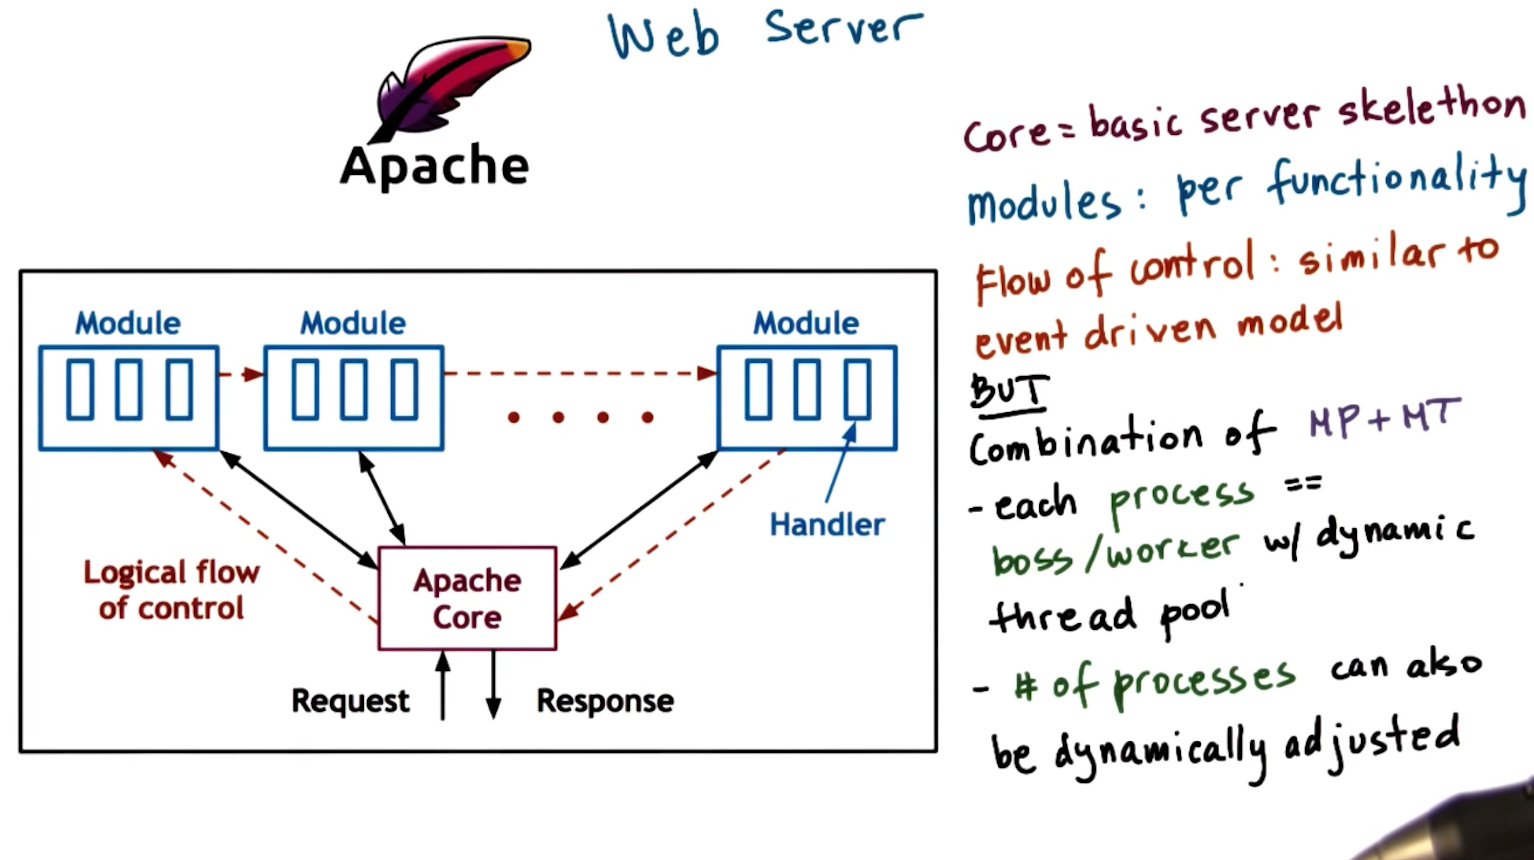 Web Server
Apache
Core = basic server skelethon
modules : per functionality
Flow of control : similar to
event driven model
BUT
Combination of MP + MT
- each process ==
boss/worker w/ dynamic
thread pool
- # of processes can also
be dynamically adjusted
Module
Module
Module
Handler
Logical flow
of control
Apache
Core
Request
Response